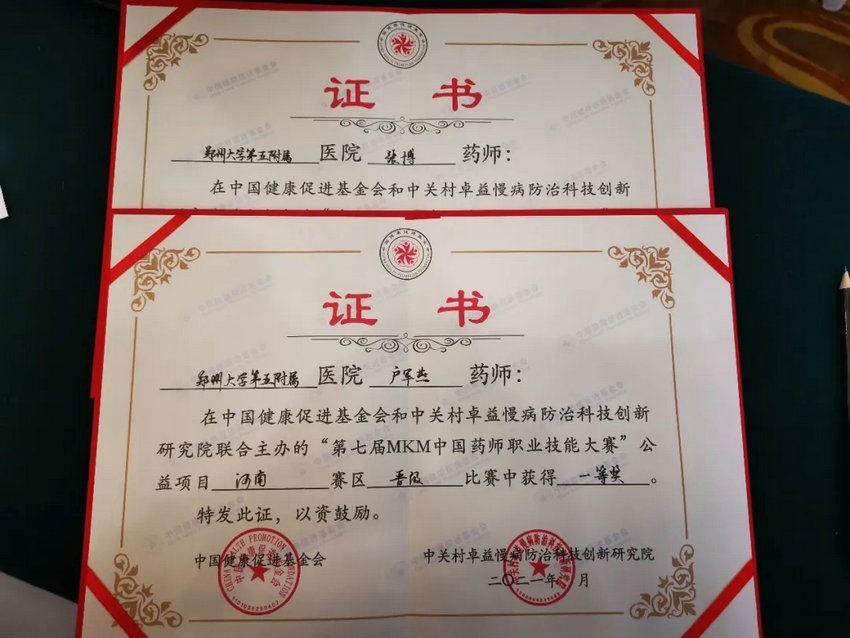 证 书
郑州大学第五附属医院 张博 药师：
在中国健康促进基金会和中关村卓益慢病防治科技创新
证 书
郑州大学第五附属医院 户军杰 药师：
在中国健康促进基金会和中关村卓益慢病防治科技创新
研究院联合主办的“第七届MKM中国药师职业技能大赛”公
益项目 河南 赛区 晋级 比赛中获得 一等奖 。
特发此证，以资鼓励。
中国健康促进基金会
中关村卓益慢病防治科技创新研究院
二〇二一年 月